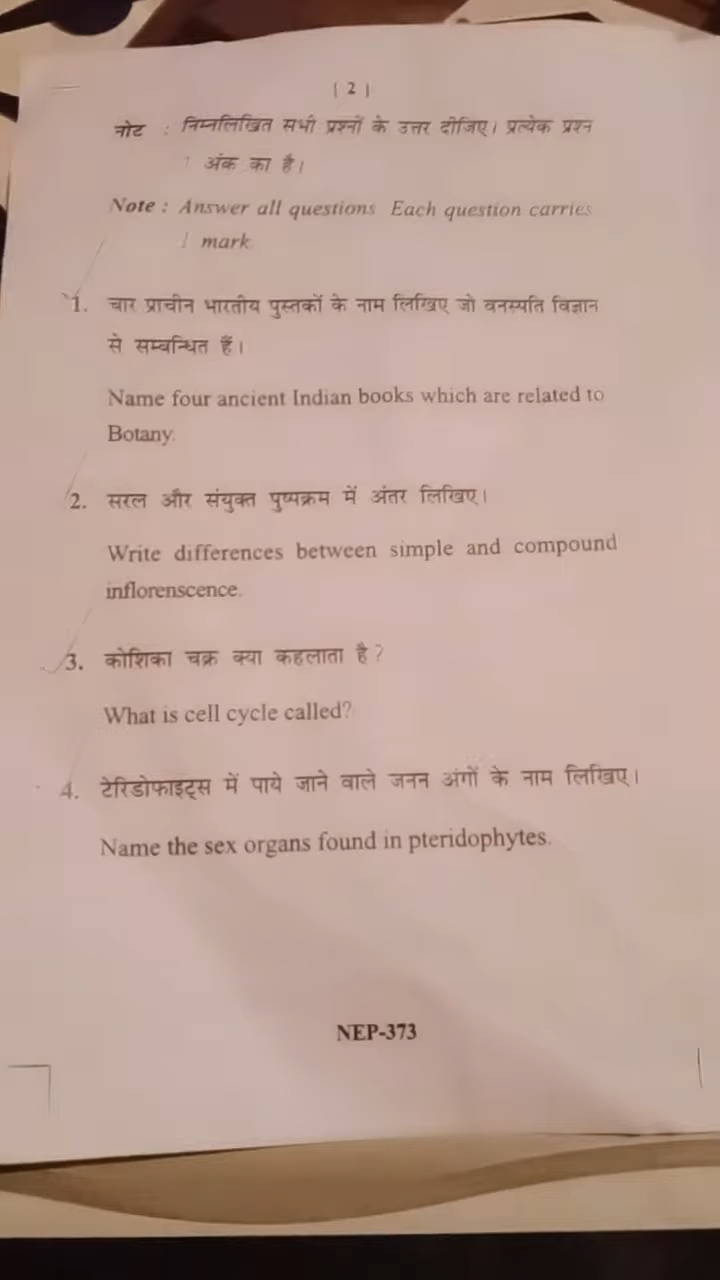 [ 2 ]
नोट : निम्नलिखित सभी प्रश्नों के उत्तर दीजिए। प्रत्येक प्रश्न
1 अंक का है।
Note : Answer all questions Each question carries
1 mark
1. चार प्राचीन भारतीय पुस्तकों के नाम लिखिए जो वनस्पति विज्ञान
से सम्बन्धित हैं।
Name four ancient Indian books which are related to
Botany.
2. सरल और संयुक्त पुष्पक्रम में अंतर लिखिए।
Write differences between simple and compound
inflorenscence.
3. कोशिका चक्र क्या कहलाता है?
What is cell cycle called?
4. टेरिडोफाइट्स में पाये जाने वाले जनन अंगों के नाम लिखिए।
Name the sex organs found in pteridophytes.
NEP-373